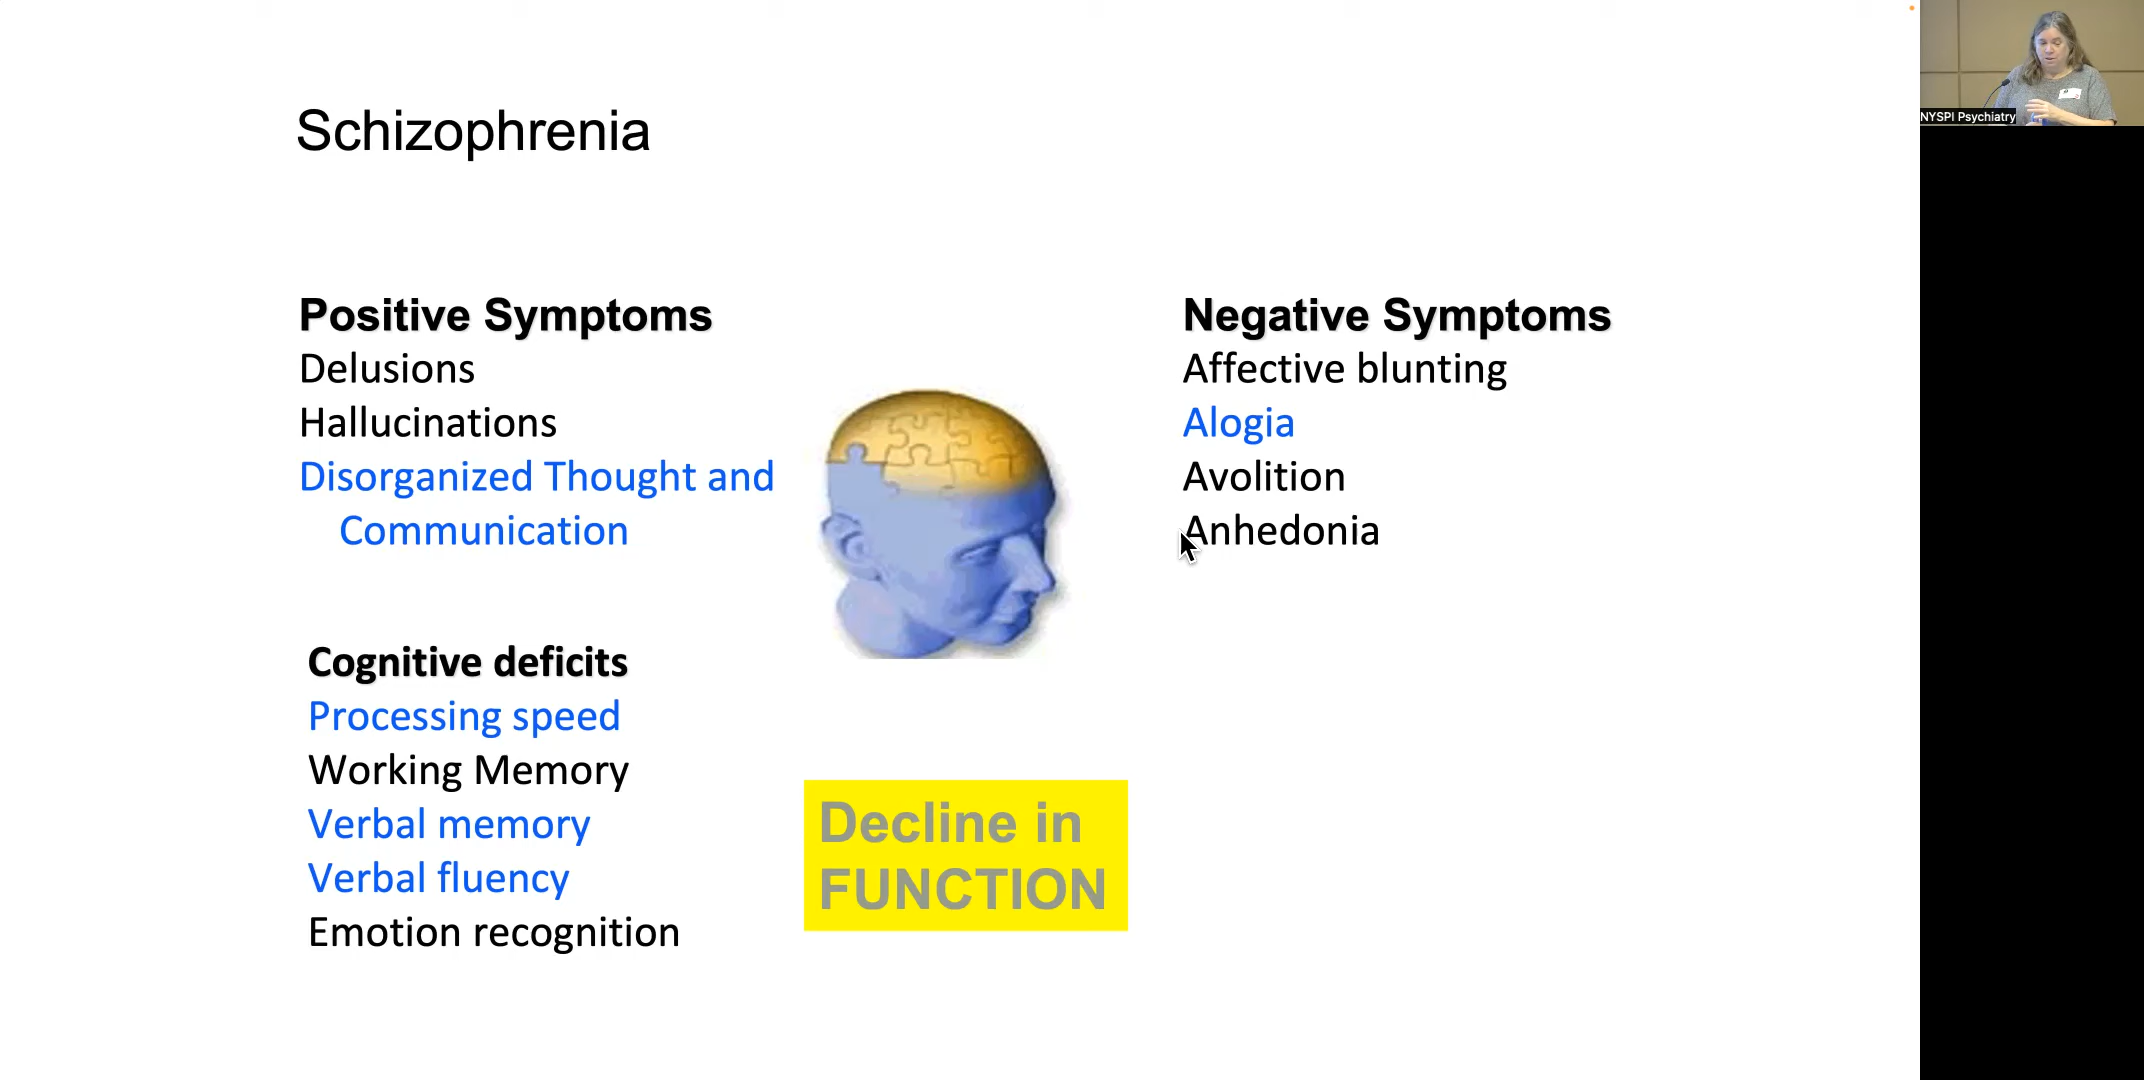 Schizophrenia
Positive Symptoms
Delusions
Hallucinations
Disorganized Thought and
Communication
Negative Symptoms
Affective blunting
Alogia
Avolition
Anhedonia
Cognitive deficits
Processing speed
Working Memory
Verbal memory
Verbal fluency
Emotion recognition
Decline in
FUNCTION
NYSPI Psychiatry